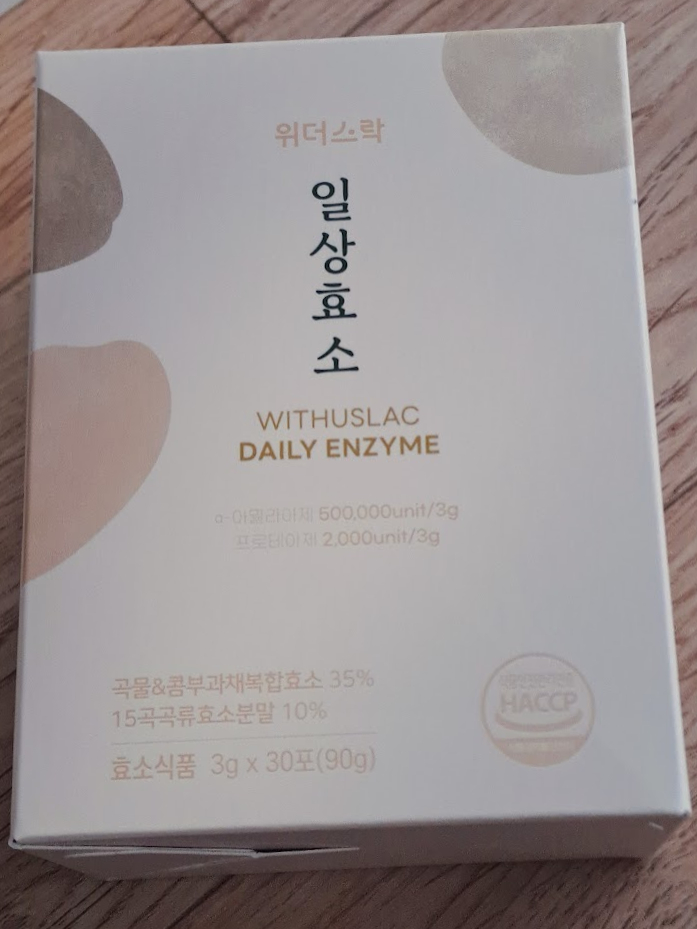 위더스락
일상효소
WITHUSLAC
DAILY ENZYME
α-아밀라아제 500,000unit/3g
프로테아제 2,000unit/3g
곡물&콩부과채복합효소 35%
15곡곡류효소분말 10%
효소식품 3g x 30포(90g)
HACCP